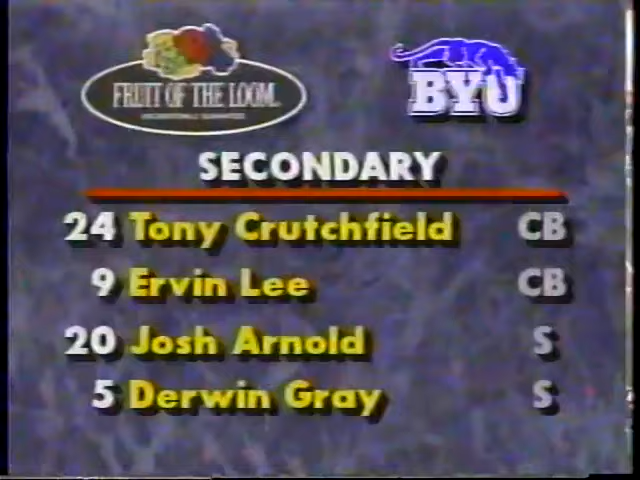 FRUIT OF THE LOOM.
BYU
SECONDARY
24 Tony Crutchfield CB
9 Ervin Lee CB
20 Josh Arnold S
5 Derwin Gray S